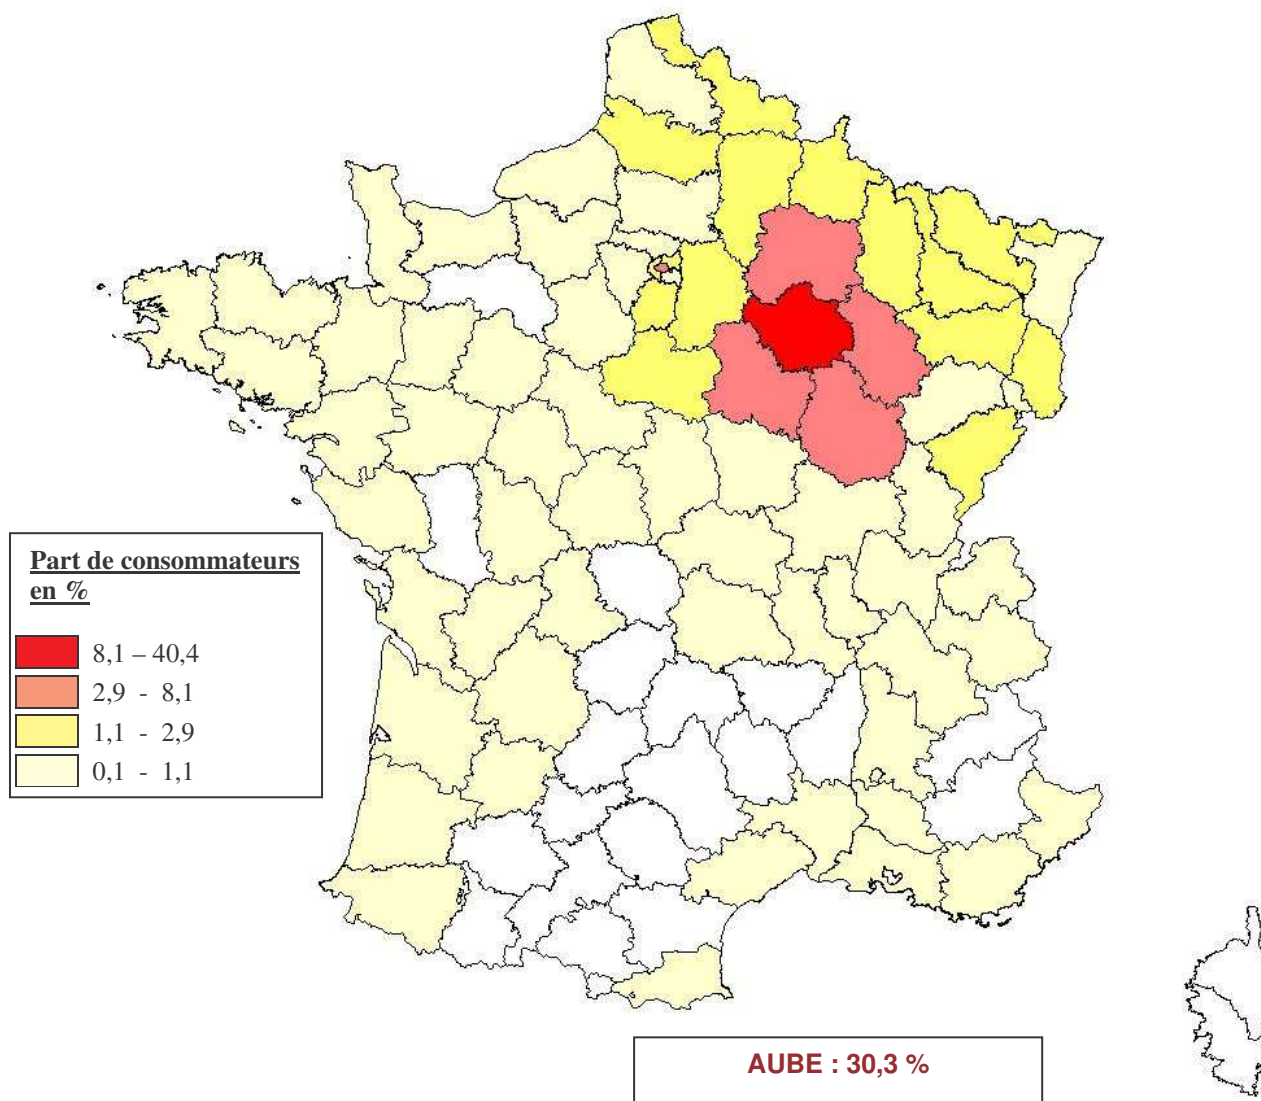 Part de consommateurs
en %
8,1 – 40,4
2,9 - 8,1
1,1 - 2,9
0,1 - 1,1
AUBE : 30,3 %